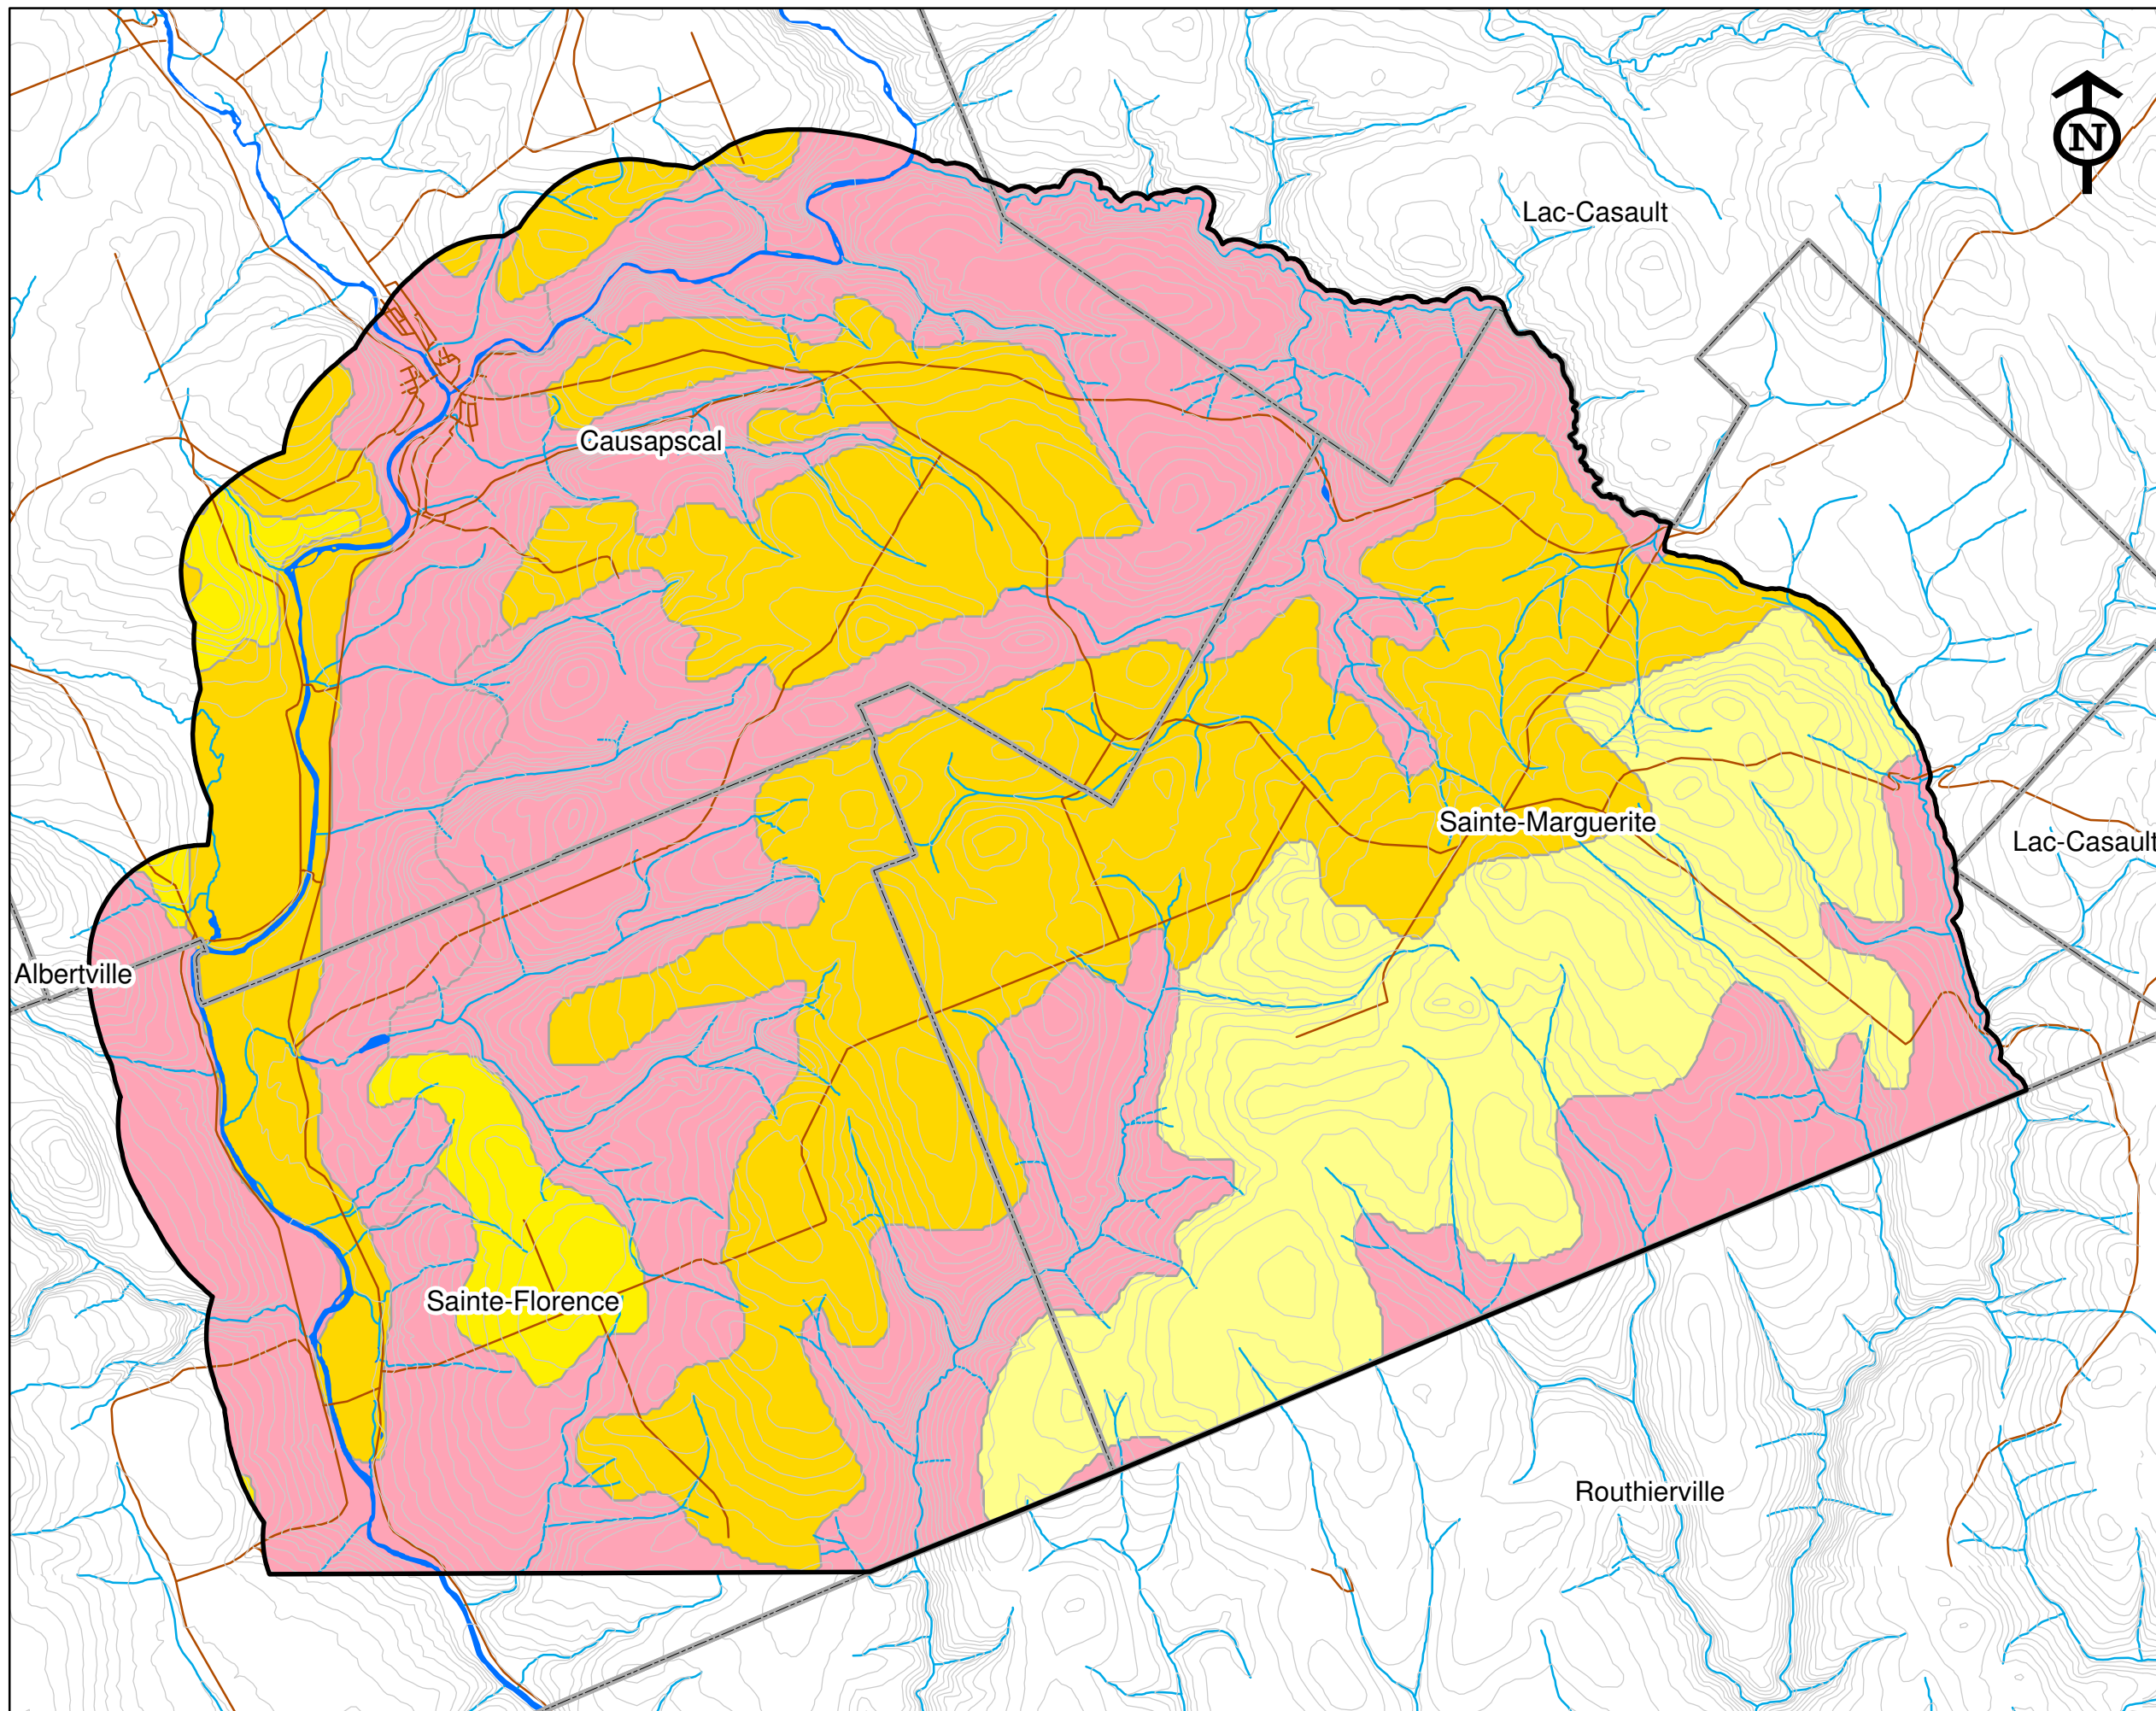 N
Lac-Casault
Causapscal
Sainte-Marguerite
Lac-Casault
Albertville
Sainte-Florence
Routhierville